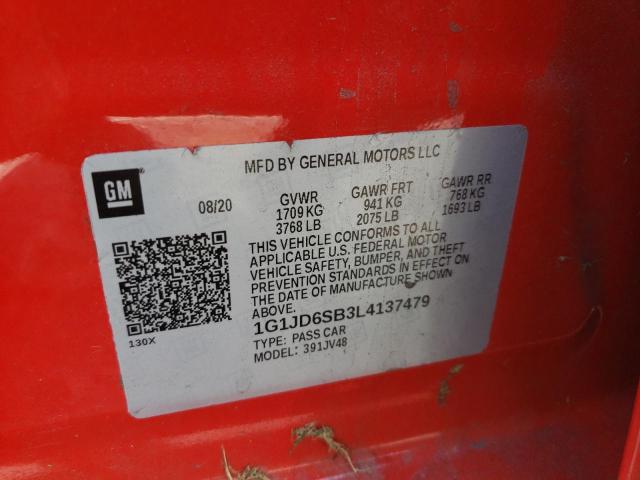 MFD BY GENERAL MOTORS LLC
GM
08/20 GVWR GAWR FRT GAWR RR
1709 KG 941 KG 768 KG
3768 LB 2075 LB 1693 LB
THIS VEHICLE CONFORMS TO ALL
APPLICABLE U.S. FEDERAL MOTOR
VEHICLE SAFETY, BUMPER, AND THEFT
PREVENTION STANDARDS IN EFFECT ON
THE DATE OF MANUFACTURE SHOWN
1G1JD6SB3L4137479
TYPE: PASS CAR
MODEL: 391JV48
130X